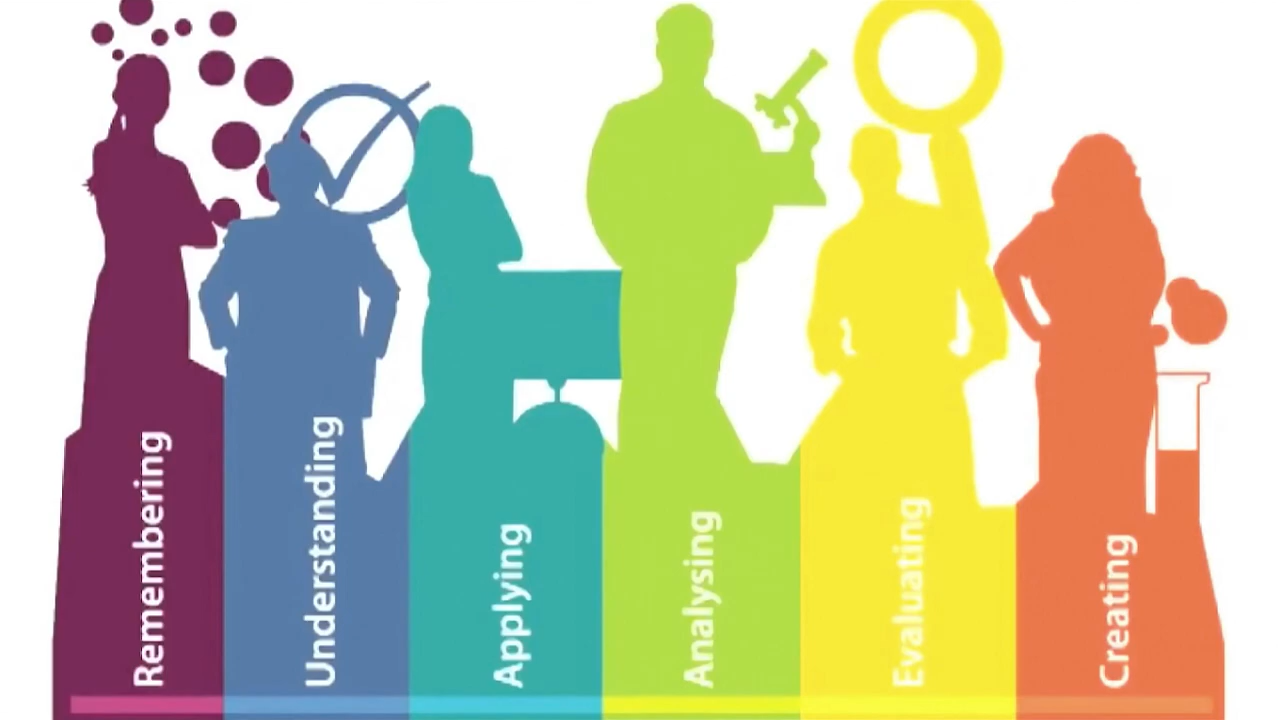 Remembering
Understanding
Applying
Analysing
Evaluating
Creating